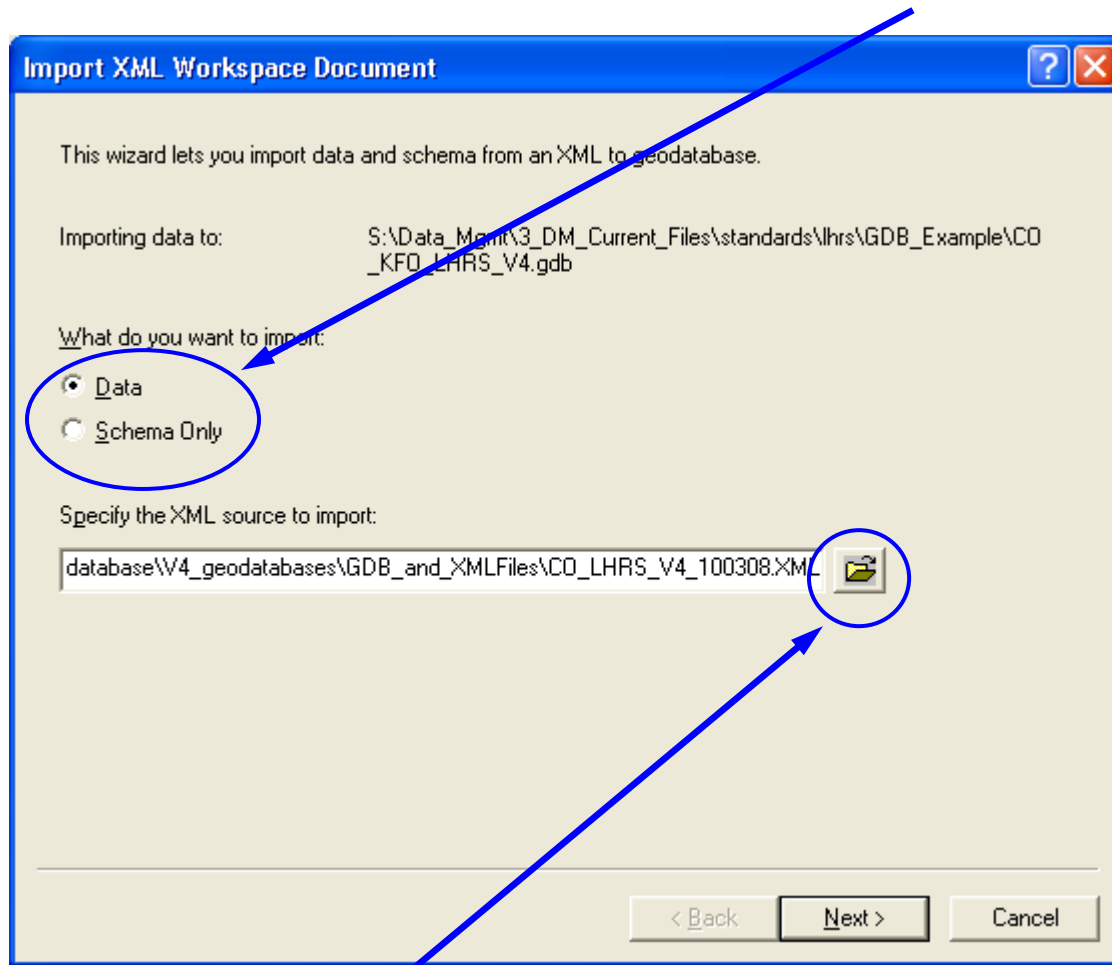 Import XML Workspace Document
This wizard lets you import data and schema from an XML to geodatabase.
Importing data to:
S:\Data_Mgmt\3_DM_Current_Files\standards\lhrs\GDB_Example\CO
_KFO_LHRS_V4.gdb
What do you want to import:
Data
Schema Only
Specify the XML source to import:
database\V4_geodatabases\GDB_and_XMLFiles\CO_LHRS_V4_100308.XML
< Back
Next >
Cancel